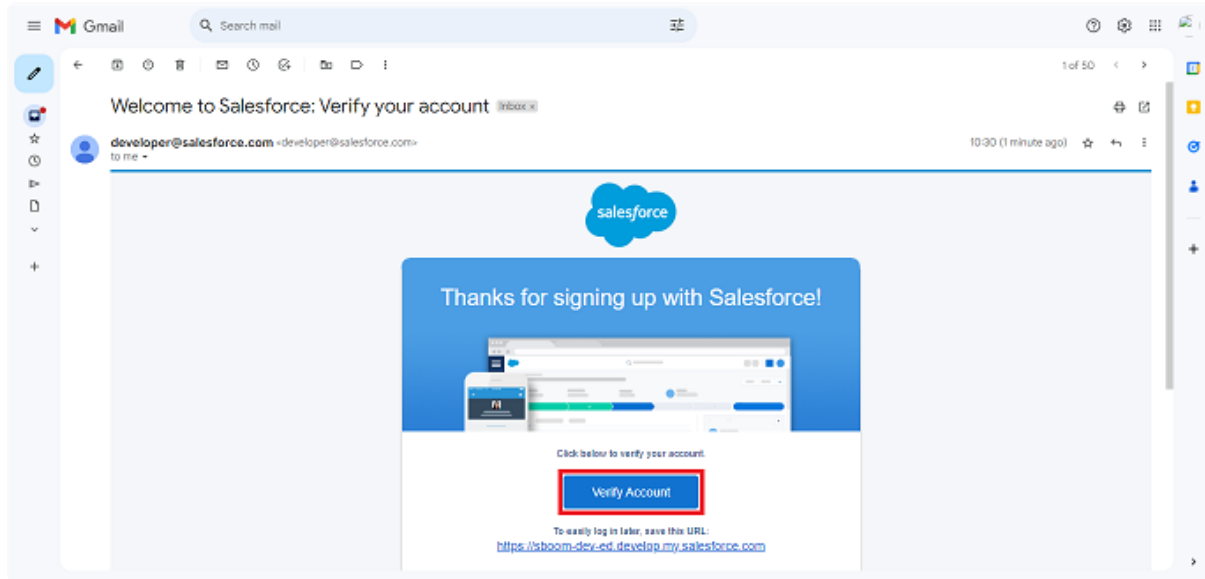 Gmail
Search mail
1 of 50
Welcome to Salesforce: Verify your account Inbox ×
developer@salesforce.com <developer@salesforce.com>
10:30 (1 minute ago)
to me
salesforce
Thanks for signing up with Salesforce!
Click below to verify your account.
Verify Account
To easily log in later, save this URL:
https://sboom-dev-ed.develop.my.salesforce.com